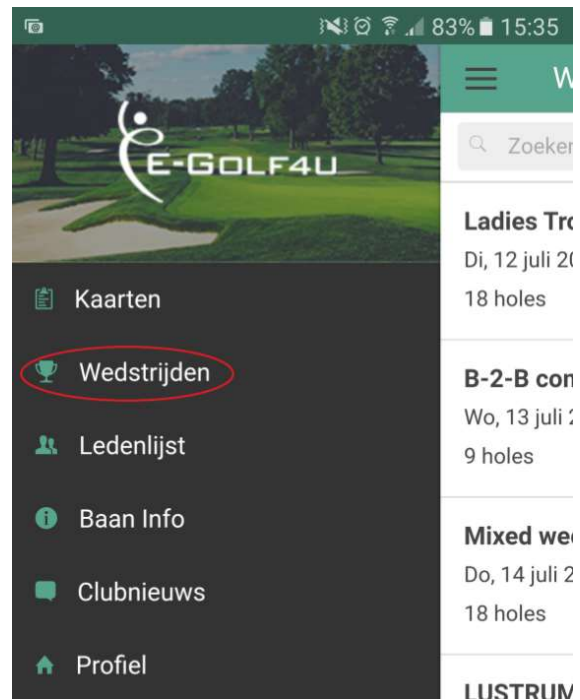 83% 15:35
E-GOLF4U
Kaarten
Wedstrijden
Ledenlijst
Baan Info
Clubnieuws
Profiel
W
Zoeken
Ladies Tro
Di, 12 juli 20
18 holes
B-2-B con
Wo, 13 juli 2
9 holes
Mixed wee
Do, 14 juli 2
18 holes
LUSTRUM